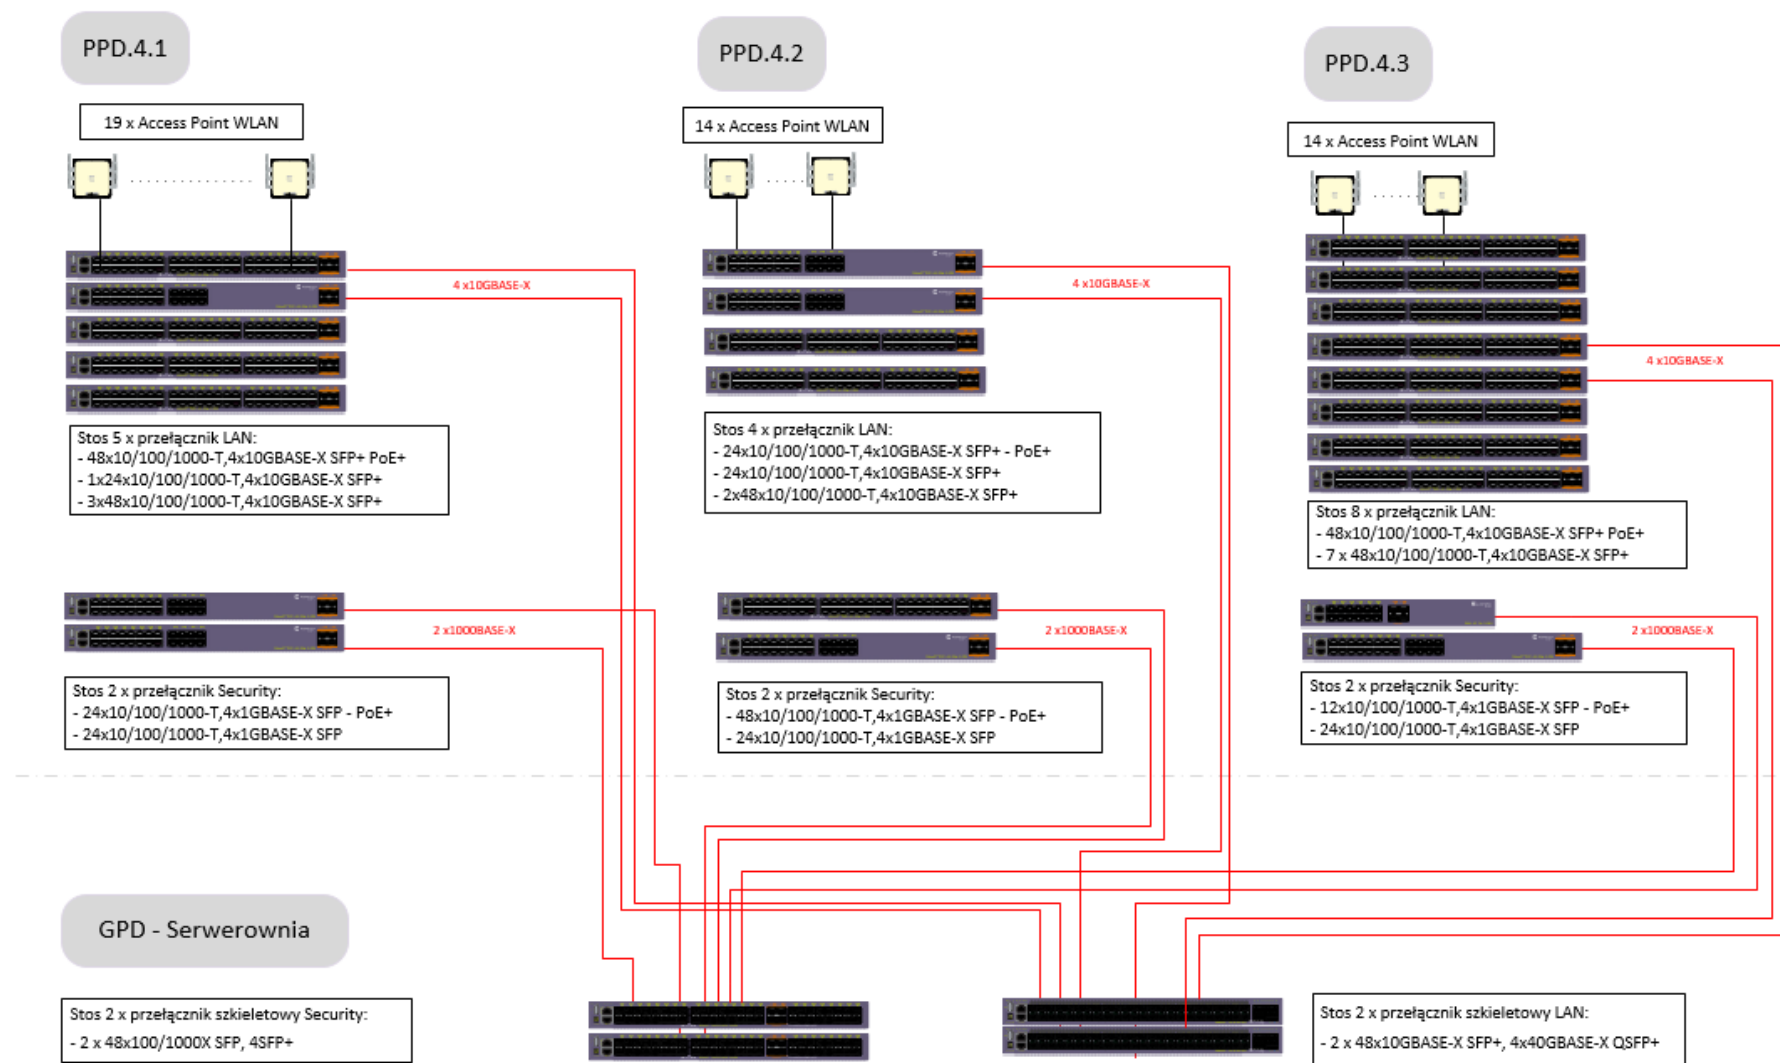 PPD.4.1
19 x Access Point WLAN
4 x10GBASE-X
Stos 5 x przełącznik LAN:
- 48x10/100/1000-T,4x10GBASE-X SFP+ PoE+
- 1x24x10/100/1000-T,4x10GBASE-X SFP+
- 3x48x10/100/1000-T,4x10GBASE-X SFP+
2 x1000BASE-X
Stos 2 x przełącznik Security:
- 24x10/100/1000-T,4x1GBASE-X SFP - PoE+
- 24x10/100/1000-T,4x1GBASE-X SFP
PPD.4.2
14 x Access Point WLAN
4 x10GBASE-X
Stos 4 x przełącznik LAN:
- 24x10/100/1000-T,4x10GBASE-X SFP+ - PoE+
- 24x10/100/1000-T,4x10GBASE-X SFP+
- 2x48x10/100/1000-T,4x10GBASE-X SFP+
2 x1000BASE-X
Stos 2 x przełącznik Security:
- 48x10/100/1000-T,4x1GBASE-X SFP - PoE+
- 24x10/100/1000-T,4x1GBASE-X SFP
PPD.4.3
14 x Access Point WLAN
4 x10GBASE-X
Stos 8 x przełącznik LAN:
- 48x10/100/1000-T,4x10GBASE-X SFP+ PoE+
- 7 x 48x10/100/1000-T,4x10GBASE-X SFP+
2 x1000BASE-X
Stos 2 x przełącznik Security:
- 12x10/100/1000-T,4x1GBASE-X SFP - PoE+
- 24x10/100/1000-T,4x1GBASE-X SFP
GPD - Serwerownia
Stos 2 x przełącznik szkieletowy Security:
- 2 x 48x100/1000X SFP, 4SFP+
Stos 2 x przełącznik szkieletowy LAN:
- 2 x 48x10GBASE-X SFP+, 4x40GBASE-X QSFP+